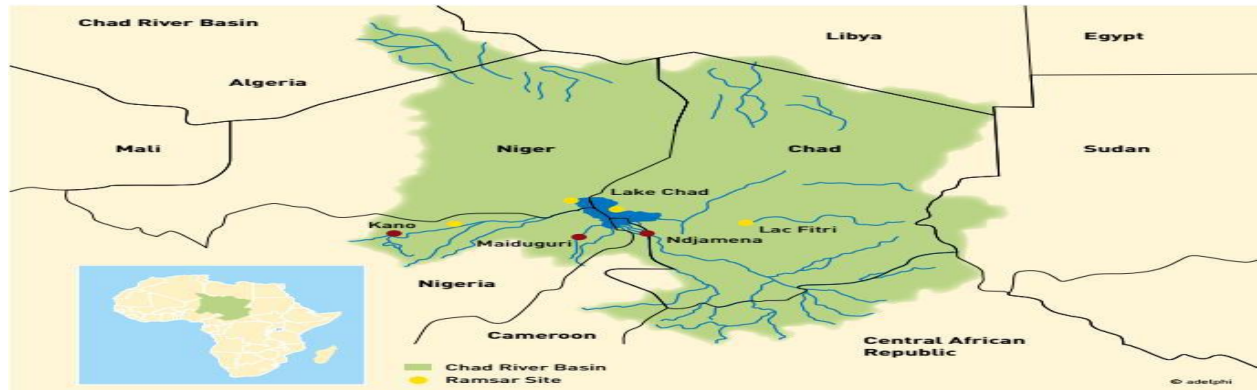 Chad River Basin
Libya
Egypt
Algeria
Mali
Niger
Chad
Sudan
Lake Chad
Kano
Maiduguri
Ndjamena
Lac Fitri
Nigeria
Cameroon
Central African
Republic
Chad River Basin
Ramsar Site
© adelphi